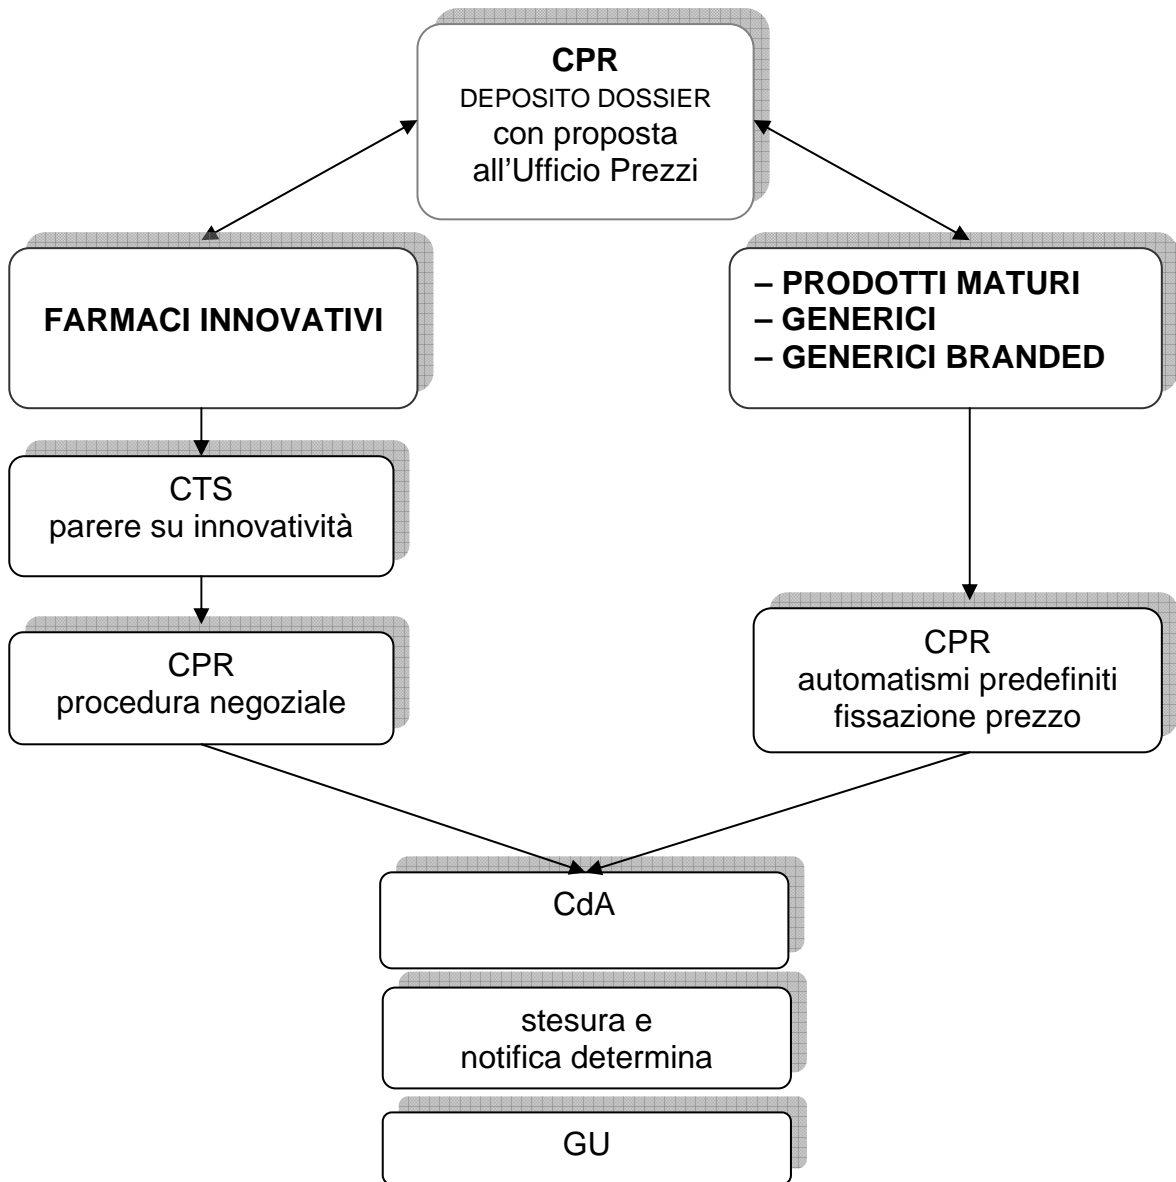 CPR
DEPOSITO DOSSIER
con proposta
all’Ufficio Prezzi
FARMACI INNOVATIVI
– PRODOTTI MATURI
– GENERICI
– GENERICI BRANDED
CTS
parere su innovatività
CPR
procedura negoziale
CPR
automatismi predefiniti
fissazione prezzo
CdA
stesura e
notifica determina
GU